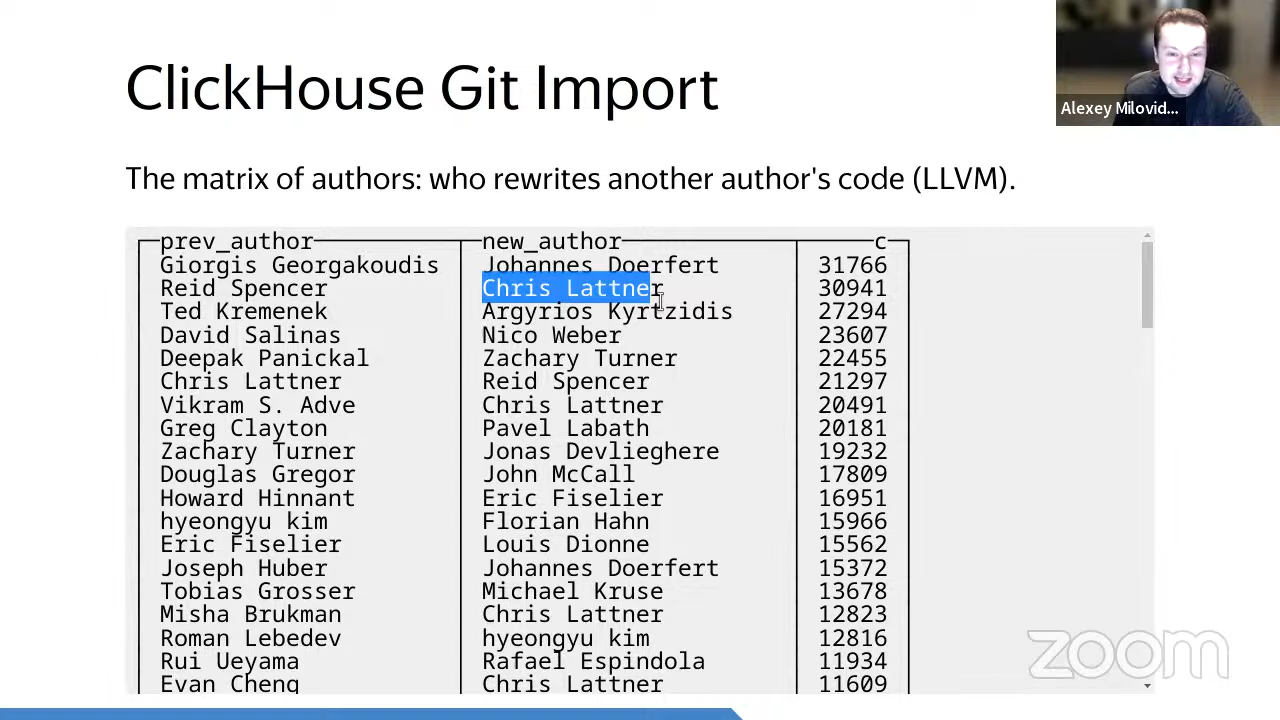 ClickHouse Git Import
Alexey Milovid...
The matrix of authors: who rewrites another author's code (LLVM).
prev_author new_author c
Giorgis Georgakoudis Johannes Doerfert 31766
Reid Spencer Chris Lattner 30941
Ted Kremenek Argyrios Kyrtzidis 27294
David Salinas Nico Weber 23607
Deepak Panickal Zachary Turner 22455
Chris Lattner Reid Spencer 21297
Vikram S. Adve Chris Lattner 20491
Greg Clayton Pavel Labath 20181
Zachary Turner Jonas Devlieghere 19232
Douglas Gregor John McCall 17809
Howard Hinnant Eric Fiselier 16951
hyeongyu kim Florian Hahn 15966
Eric Fiselier Louis Dionne 15562
Joseph Huber Johannes Doerfert 15372
Tobias Grosser Michael Kruse 13678
Misha Brukman Chris Lattner 12823
Roman Lebedev hyeongyu kim 12816
Rui Ueyama Rafael Espindola 11934
Evan Cheng Chris Lattner 11609
zoom